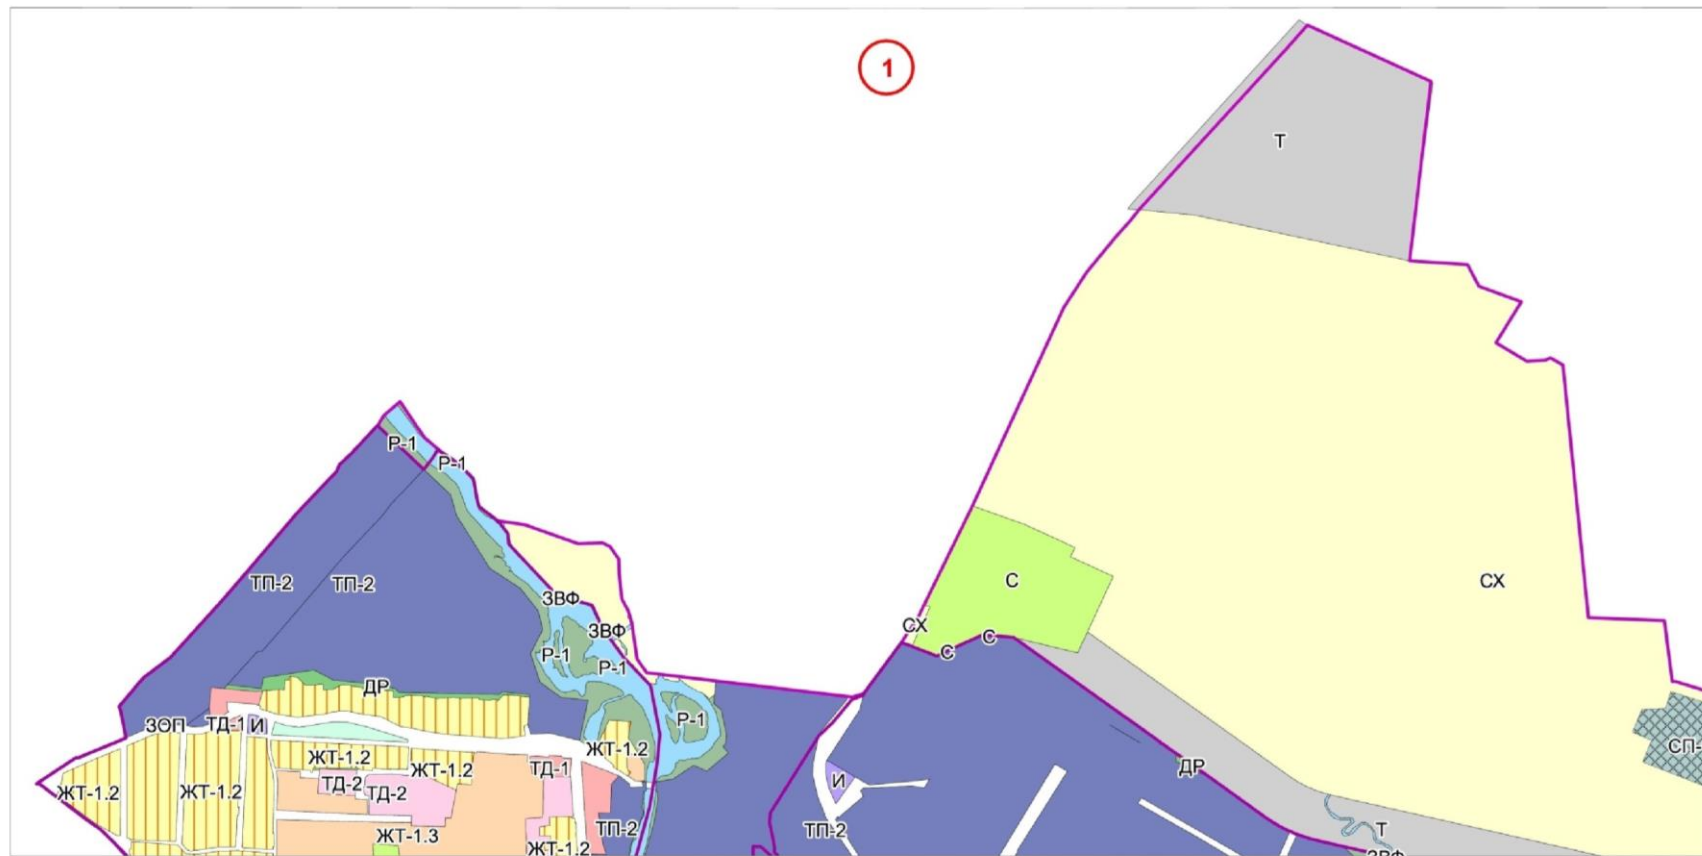 1
Т
Р-1
Р-1
ТП-2
ТП-2
ЗВФ
С
СХ
СХ
ЗВФ
С
С
Р-1
Р-1
ДР
Р-1
ЗОП
ТД-1
И
СП-
ЖТ-1.2
ЖТ-1.2
ЖТ-1.2
ТД-1
ДР
ТД-2
И
ЖТ-1.2
ЖТ-1.2
ТД-2
ТП-2
ТП-2
Т
ЖТ-1.3
ЖТ-1.2
ЗВФ